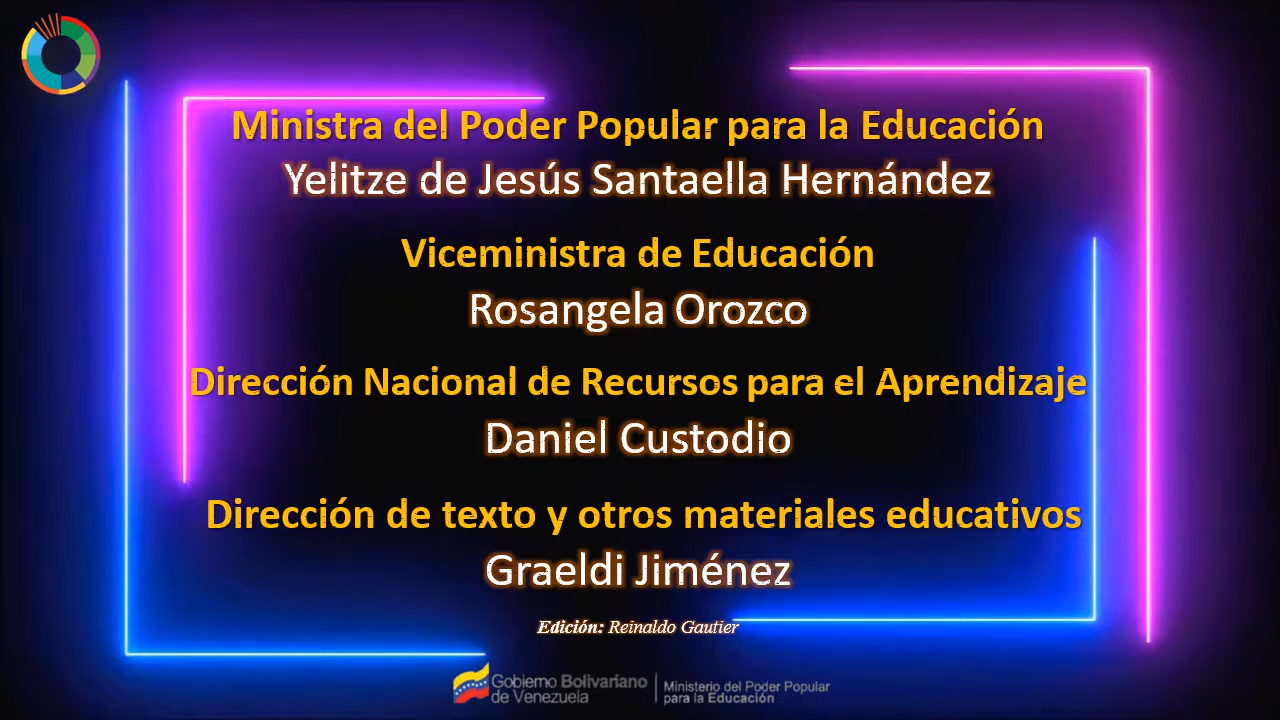 Ministra del Poder Popular para la Educación
Yelitze de Jesús Santaella Hernández
Viceministra de Educación
Rosangela Orozco
Dirección Nacional de Recursos para el Aprendizaje
Daniel Custodio
Dirección de texto y otros materiales educativos
Graeldi Jiménez
Edición: Reinaldo Gautier
Gobierno Bolivariano
de Venezuela
Ministerio del Poder Popular
para la Educación